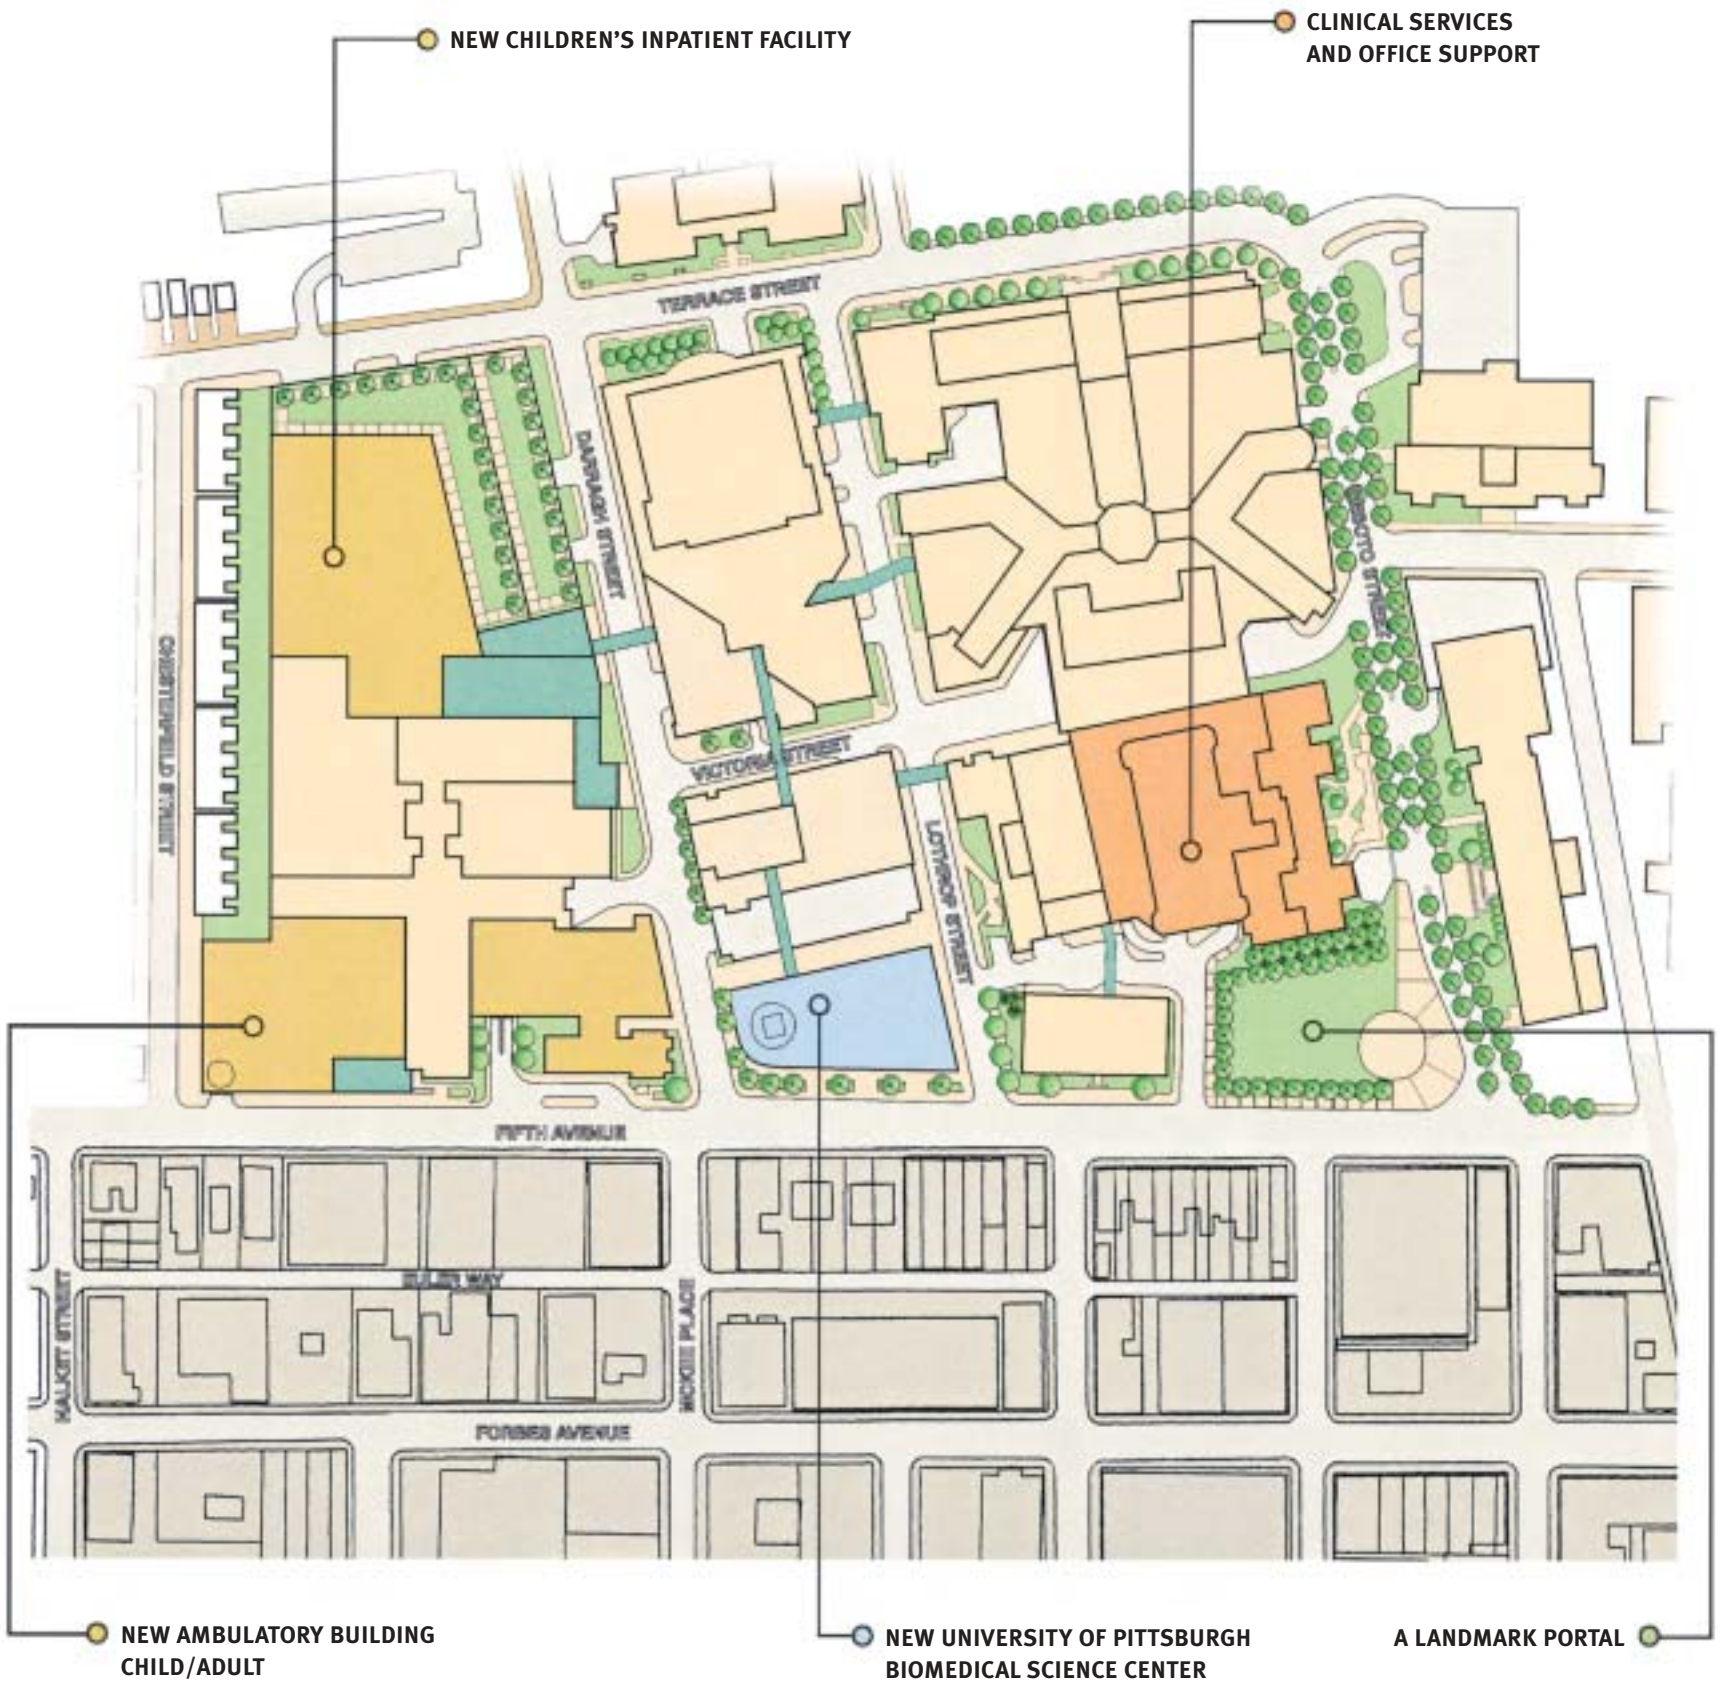 NEW CHILDREN'S INPATIENT FACILITY
CLINICAL SERVICES
AND OFFICE SUPPORT
TERRACE STREET
DARRAGH STREET
DESOTO STREET
CHESTERFIELD STREET
VICTORIA STREET
LOTHROP STREET
FIFTH AVENUE
EULER WAY
HALKET STREET
MCKEE PLACE
FORBES AVENUE
NEW AMBULATORY BUILDING
CHILD/ADULT
NEW UNIVERSITY OF PITTSBURGH
BIOMEDICAL SCIENCE CENTER
A LANDMARK PORTAL